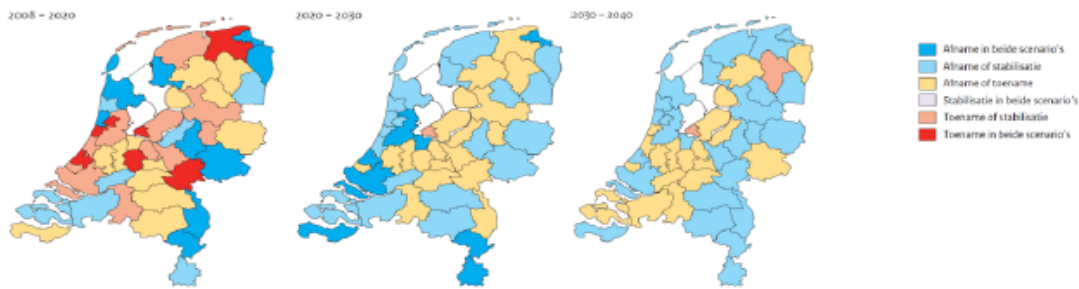 2008 – 2020
2020 – 2030
2030 – 2040
Afname in beide scenario's
Afname of stabilisatie
Afname of toename
Stabilisatie in beide scenario's
Toename of stabilisatie
Toename in beide scenario's